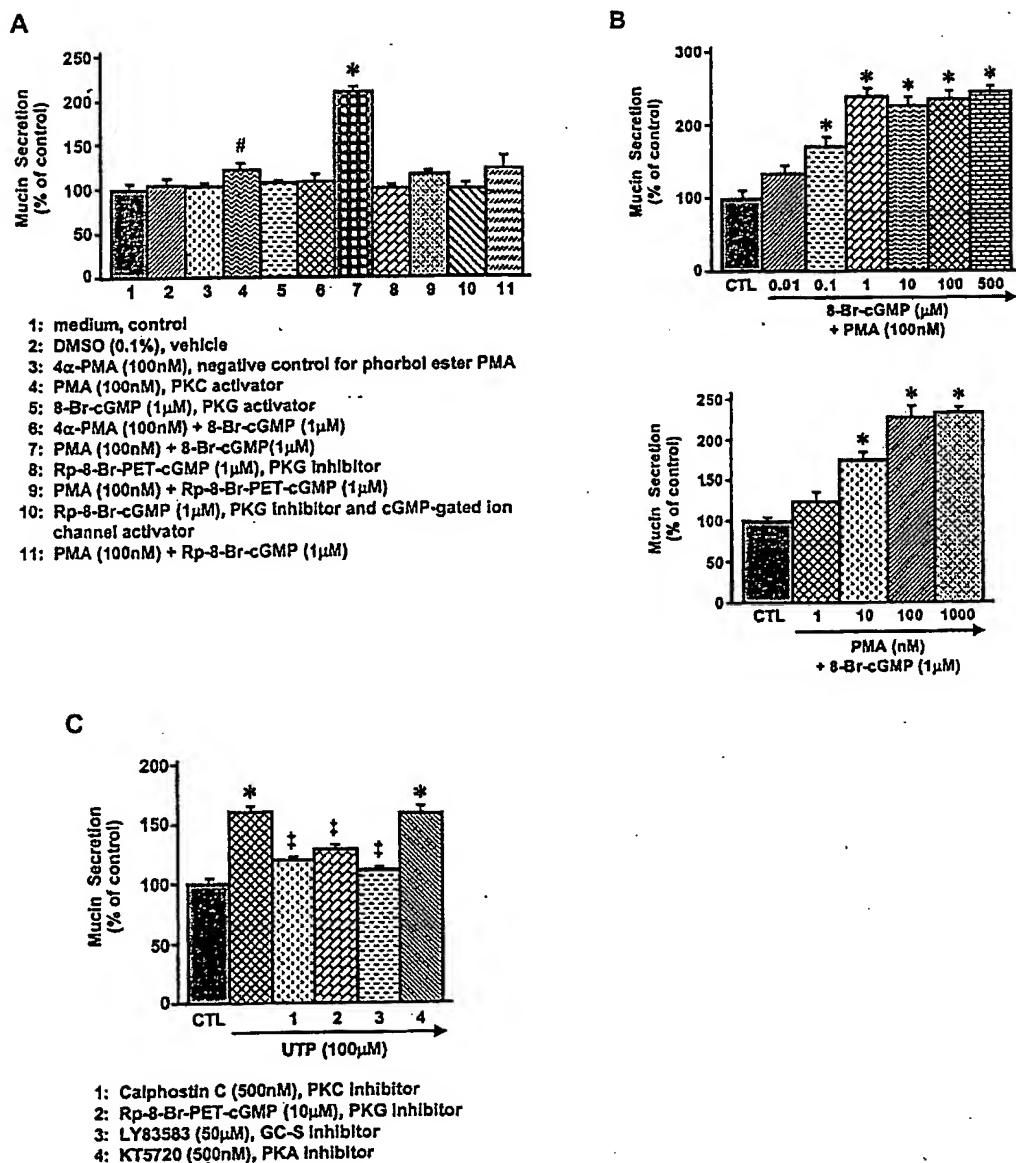 A
Mucin Secretion
(% of control)
250
200
150
100
50
0
#
*
1 2 3 4 5 6 7 8 9 10 11
1: medium, control
2: DMSO (0.1%), vehicle
3: 4α-PMA (100nM), negative control for phorbol ester PMA
4: PMA (100nM), PKC activator
5: 8-Br-cGMP (1μM), PKG activator
6: 4α-PMA (100nM) + 8-Br-cGMP (1μM)
7: PMA (100nM) + 8-Br-cGMP(1μM)
8: Rp-8-Br-PET-cGMP (1μM), PKG Inhibitor
9: PMA (100nM) + Rp-8-Br-PET-cGMP (1μM)
10: Rp-8-Br-cGMP (1μM), PKG Inhibitor and cGMP-gated ion
channel activator
11: PMA (100nM) + Rp-8-Br-cGMP (1μM)
B
Mucin Secretion
(% of control)
300
200
100
0
* * * * *
CTL 0.01 0.1 1 10 100 500
8-Br-cGMP (μM)
+ PMA (100nM)
Mucin Secretion
(% of control)
250
200
150
100
50
0
* * *
CTL 1 10 100 1000
PMA (nM)
+ 8-Br-cGMP (1μM)
C
Mucin Secretion
(% of control)
200
150
100
50
0
* ‡ ‡ ‡ *
CTL 1 2 3 4
UTP (100μM)
1: Calphostin C (500nM), PKC Inhibitor
2: Rp-8-Br-PET-cGMP (10μM), PKG Inhibitor
3: LY83583 (50μM), GC-S Inhibitor
4: KT5720 (500nM), PKA Inhibitor